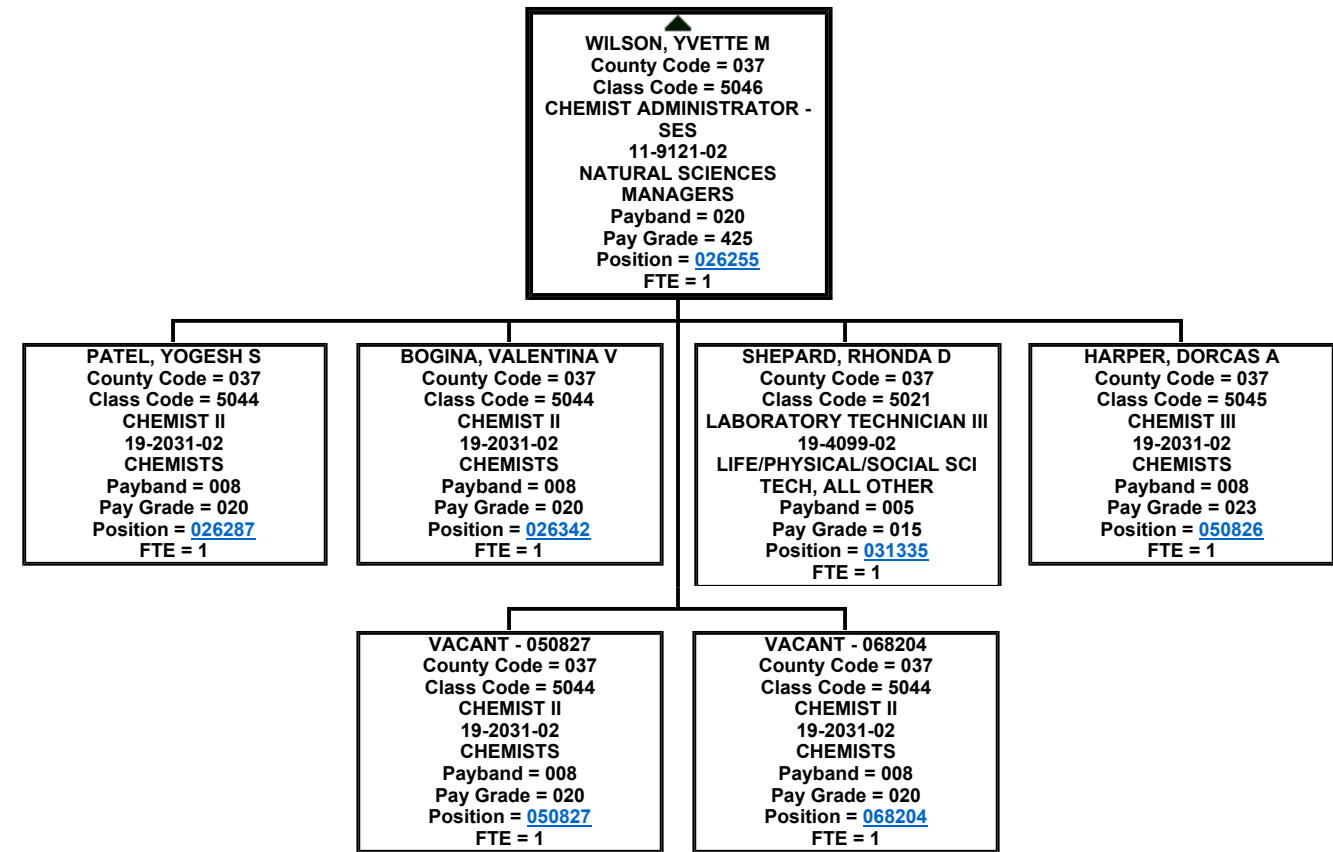 WILSON, YVETTE M
County Code = 037
Class Code = 5046
CHEMIST ADMINISTRATOR -
SES
11-9121-02
NATURAL SCIENCES
MANAGERS
Payband = 020
Pay Grade = 425
Position = 026255
FTE = 1
PATEL, YOGESH S
County Code = 037
Class Code = 5044
CHEMIST II
19-2031-02
CHEMISTS
Payband = 008
Pay Grade = 020
Position = 026287
FTE = 1
BOGINA, VALENTINA V
County Code = 037
Class Code = 5044
CHEMIST II
19-2031-02
CHEMISTS
Payband = 008
Pay Grade = 020
Position = 026342
FTE = 1
SHEPARD, RHONDA D
County Code = 037
Class Code = 5021
LABORATORY TECHNICIAN III
19-4099-02
LIFE/PHYSICAL/SOCIAL SCI
TECH, ALL OTHER
Payband = 005
Pay Grade = 015
Position = 031335
FTE = 1
HARPER, DORCAS A
County Code = 037
Class Code = 5045
CHEMIST III
19-2031-02
CHEMISTS
Payband = 008
Pay Grade = 023
Position = 050826
FTE = 1
VACANT - 050827
County Code = 037
Class Code = 5044
CHEMIST II
19-2031-02
CHEMISTS
Payband = 008
Pay Grade = 020
Position = 050827
FTE = 1
VACANT - 068204
County Code = 037
Class Code = 5044
CHEMIST II
19-2031-02
CHEMISTS
Payband = 008
Pay Grade = 020
Position = 068204
FTE = 1